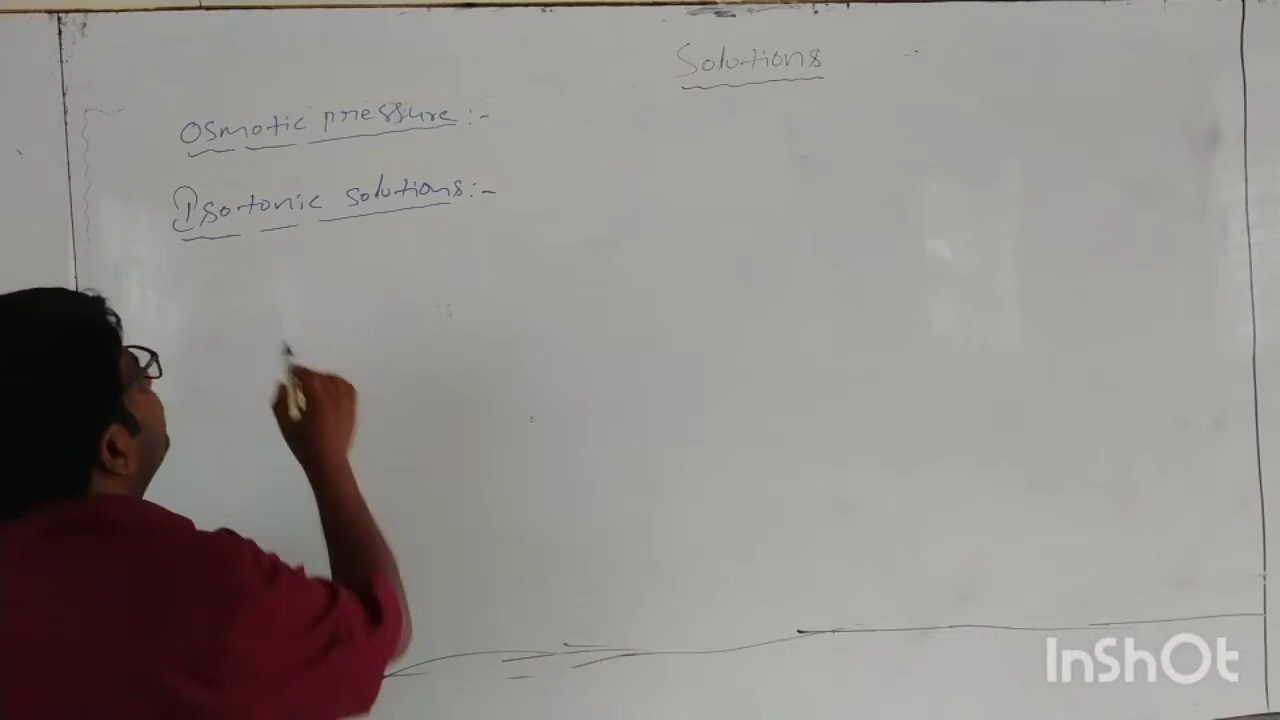 Solutions
Osmotic pressure :-
Isotonic solutions :-
InShOt